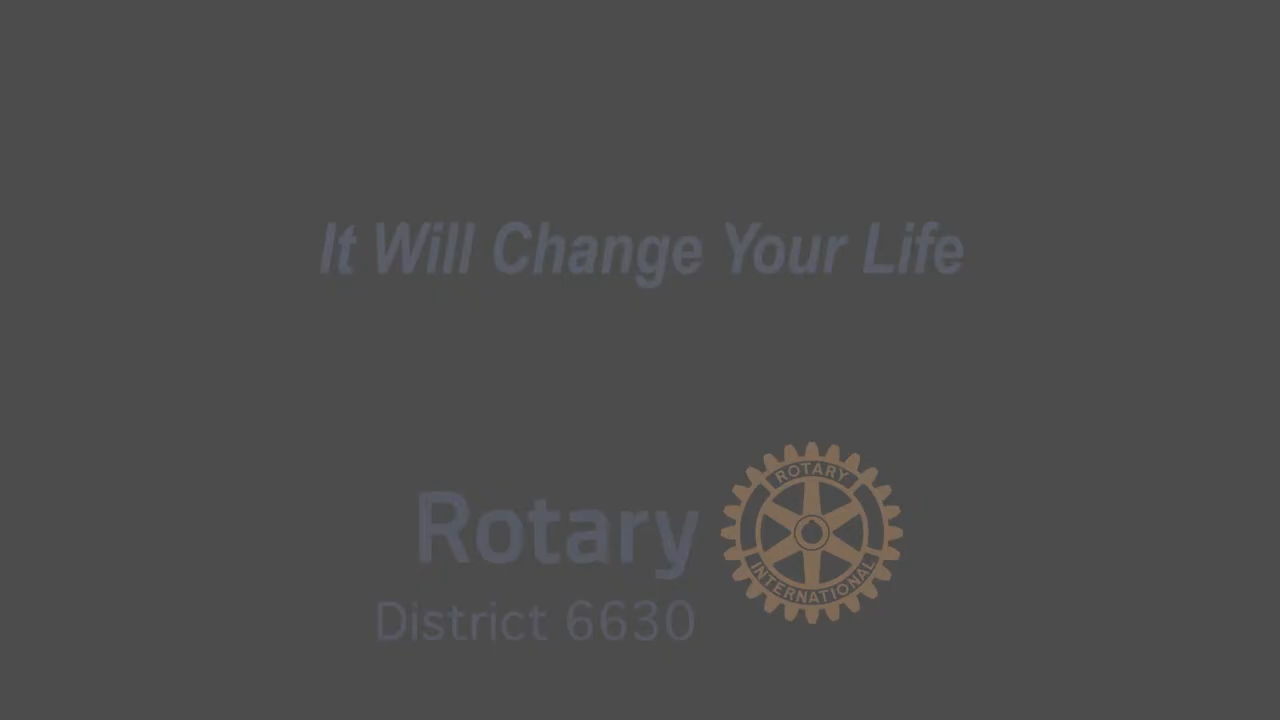 It Will Change Your Life
Rotary
District 6630
ROTARY
INTERNATIONAL